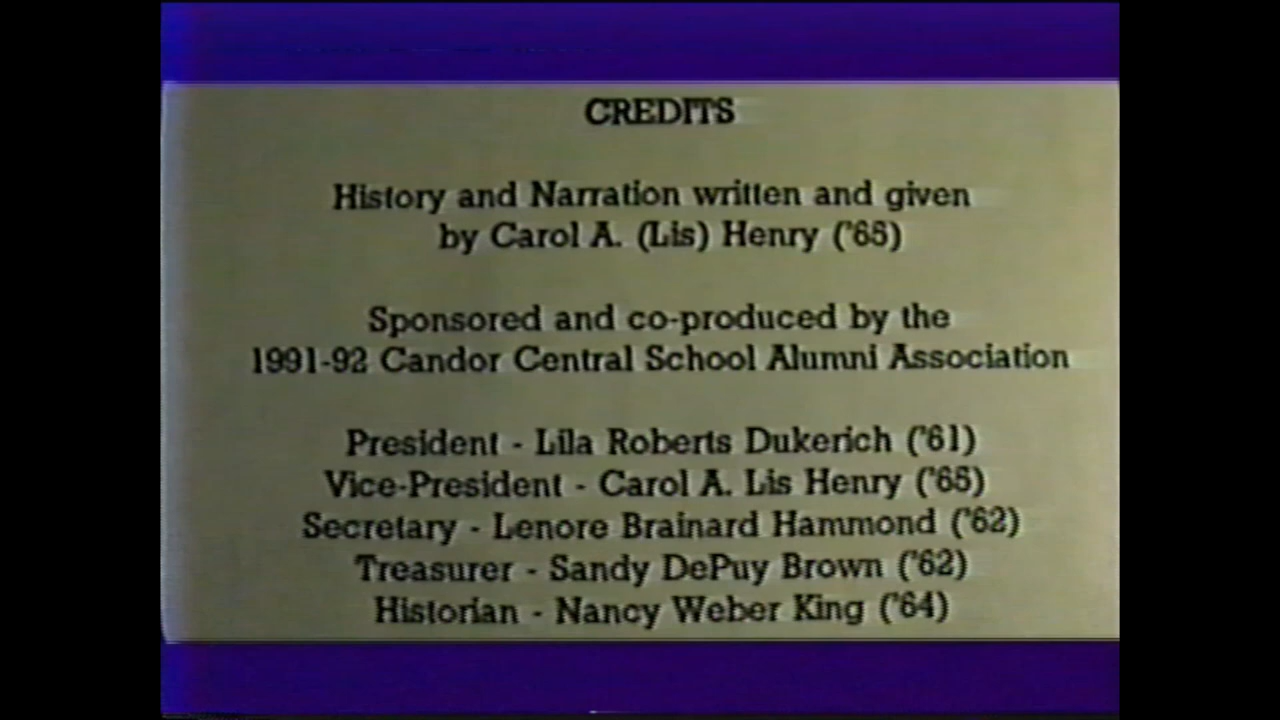 CREDITS
History and Narration written and given
by Carol A. (Lis) Henry ('65)
Sponsored and co-produced by the
1991-92 Candor Central School Alumni Association
President - Lila Roberts Dukerich ('61)
Vice-President - Carol A. Lis Henry ('65)
Secretary - Lenore Brainard Hammond ('62)
Treasurer - Sandy DePuy Brown ('62)
Historian - Nancy Weber King ('64)